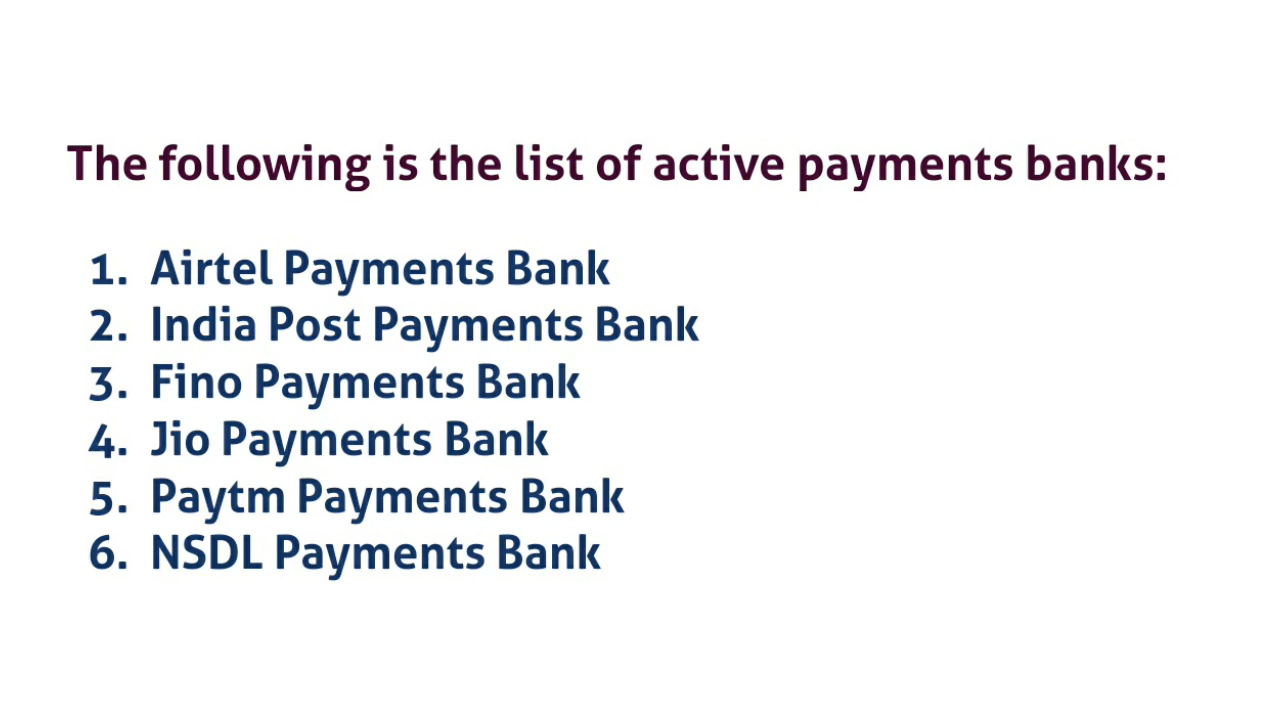 The following is the list of active payments banks:
1. Airtel Payments Bank
2. India Post Payments Bank
3. Fino Payments Bank
4. Jio Payments Bank
5. Paytm Payments Bank
6. NSDL Payments Bank